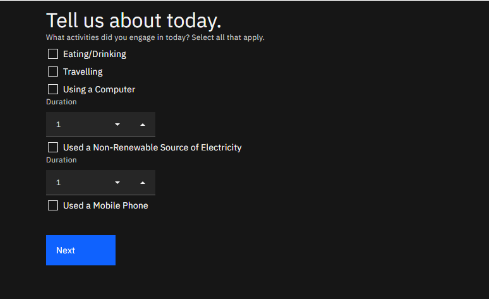 Tell us about today.
What activities did you engage in today? Select all that apply.
Eating/Drinking
Travelling
Using a Computer
Duration
1
Used a Non-Renewable Source of Electricity
Duration
1
Used a Mobile Phone
Next